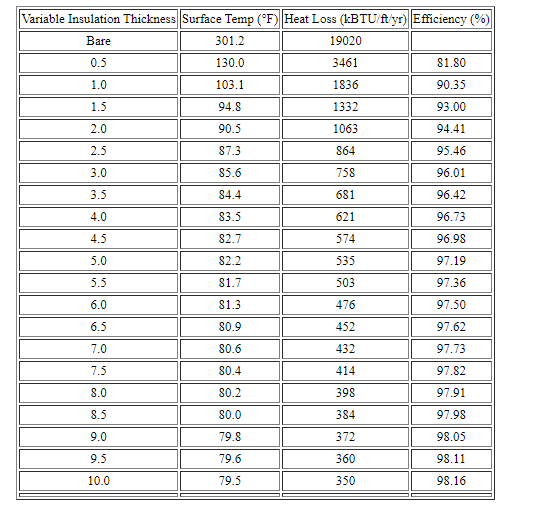 Variable Insulation Thickness Surface Temp (°F) Heat Loss (kBTU/ft/yr) Efficiency (%)
Bare 301.2 19020
0.5 130.0 3461 81.80
1.0 103.1 1836 90.35
1.5 94.8 1332 93.00
2.0 90.5 1063 94.41
2.5 87.3 864 95.46
3.0 85.6 758 96.01
3.5 84.4 681 96.42
4.0 83.5 621 96.73
4.5 82.7 574 96.98
5.0 82.2 535 97.19
5.5 81.7 503 97.36
6.0 81.3 476 97.50
6.5 80.9 452 97.62
7.0 80.6 432 97.73
7.5 80.4 414 97.82
8.0 80.2 398 97.91
8.5 80.0 384 97.98
9.0 79.8 372 98.05
9.5 79.6 360 98.11
10.0 79.5 350 98.16